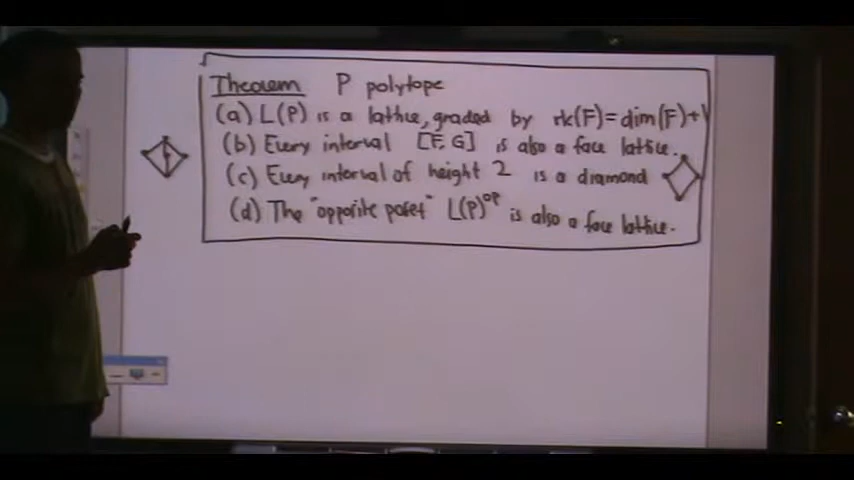 Theorem P polytope
(a) L(P) is a lattice, graded by rk(F)=dim(F)+1
(b) Every interval [F,G] is also a face lattice.
(c) Every interval of height 2 is a diamond
(d) The "opposite poset" L(P)^op is also a face lattice.